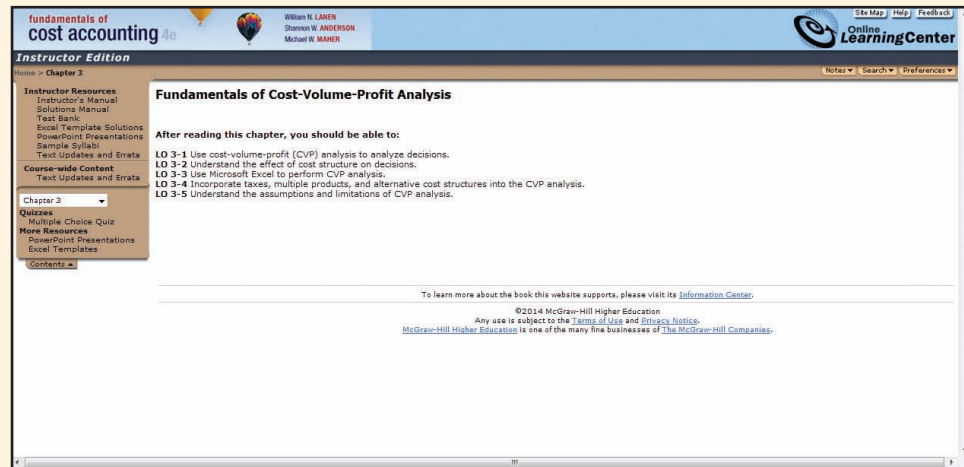 fundamentals of
cost accounting 4e
William N. LANEN
Shannon W. ANDERSON
Michael W. MAHER
Site Map Help Feedback
Online
LearningCenter
Instructor Edition
Home > Chapter 3
Notes Search Preferences
Instructor Resources
Instructor's Manual
Solutions Manual
Test Bank
Excel Template Solutions
PowerPoint Presentations
Sample Syllabi
Text Updates and Errata
Course-wide Content
Text Updates and Errata
Chapter 3
Quizzes
Multiple Choice Quiz
More Resources
PowerPoint Presentations
Excel Templates
Contents
Fundamentals of Cost-Volume-Profit Analysis
After reading this chapter, you should be able to:
LO 3-1 Use cost-volume-profit (CVP) analysis to analyze decisions.
LO 3-2 Understand the effect of cost structure on decisions.
LO 3-3 Use Microsoft Excel to perform CVP analysis.
LO 3-4 Incorporate taxes, multiple products, and alternative cost structures into the CVP analysis.
LO 3-5 Understand the assumptions and limitations of CVP analysis.
To learn more about the book this website supports, please visit its Information Center.
©2014 McGraw-Hill Higher Education
Any use is subject to the Terms of Use and Privacy Notice.
McGraw-Hill Higher Education is one of the many fine businesses of The McGraw-Hill Companies.